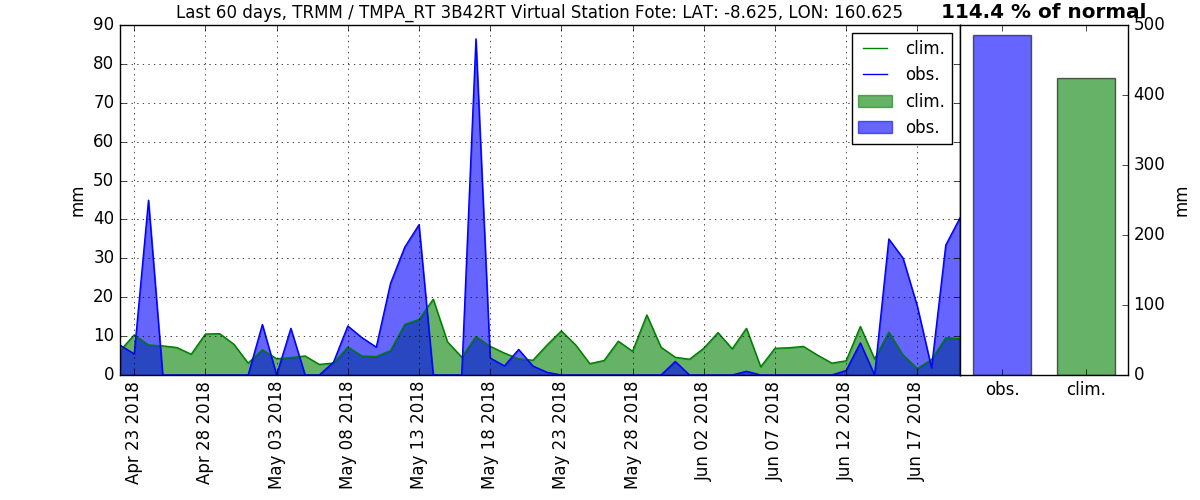 Last 60 days, TRMM / TMPA_RT 3B42RT Virtual Station Fote: LAT: -8.625, LON: 160.625
114.4 % of normal
90
80
70
60
50
40
30
20
10
0
mm
clim.
obs.
clim.
obs.
500
400
300
200
100
0
mm
obs.
clim.
Apr 23 2018
Apr 28 2018
May 03 2018
May 08 2018
May 13 2018
May 18 2018
May 23 2018
May 28 2018
Jun 02 2018
Jun 07 2018
Jun 12 2018
Jun 17 2018